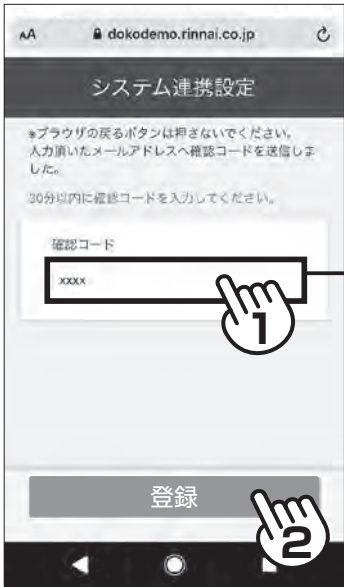 AA dokodemo.rinnai.co.jp
システム連携設定
*ブラウザの戻るボタンは押さないでください。
入力頂いたメールアドレスへ確認コードを送信しま
した。
30分以内に確認コードを入力してください。
確認コード
xxxx
1
登録
2